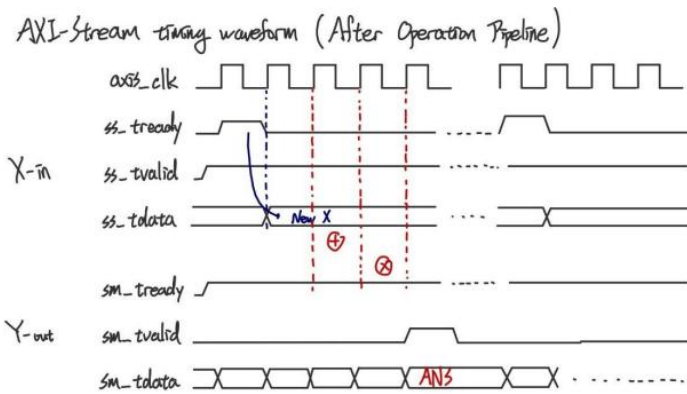 AXI-Stream timing waveform (After Operation Pipeline)
axis_clk
ss_tready
X-in ss_tvalid
ss_tdata New X
⊕
⊗
sm_tready
Y-out sm_tvalid
sm_tdata ANS